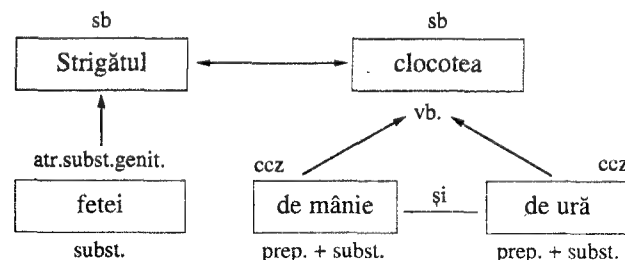 sb sb
Strigătul clocotea
vb.
atr.subst.genit. ccz ccz
fetei de mânie și de ură
subst. prep. + subst. prep. + subst.